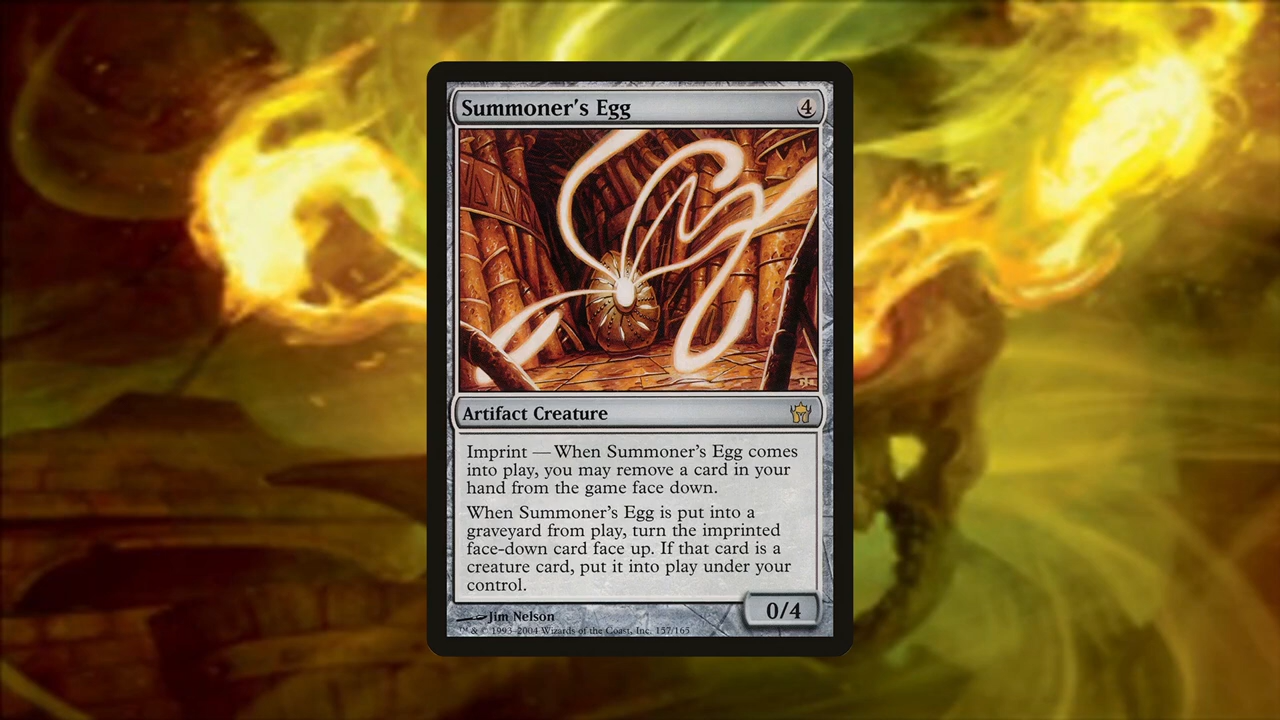 Summoner's Egg 4
Artifact Creature
Imprint — When Summoner's Egg comes
into play, you may remove a card in your
hand from the game face down.
When Summoner's Egg is put into a
graveyard from play, turn the imprinted
face-down card face up. If that card is a
creature card, put it into play under your
control.
0/4
Jim Nelson
™ & © 1993–2004 Wizards of the Coast, Inc. 157/165